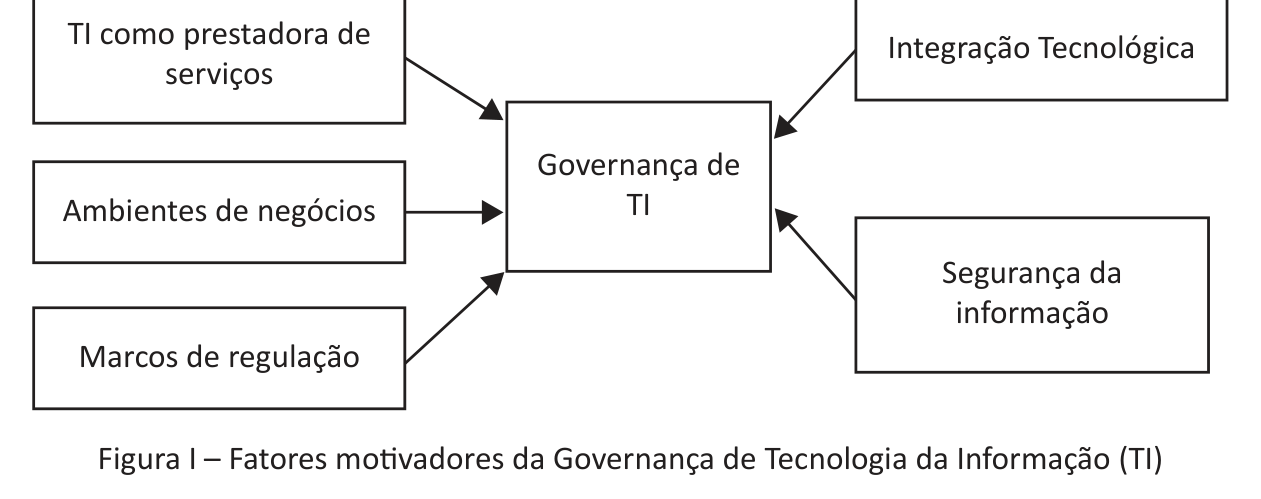 TI como prestadora de
serviços
Ambientes de negócios
Marcos de regulação
Governança de
TI
Integração Tecnológica
Segurança da
informação
Figura I – Fatores motivadores da Governança de Tecnologia da Informação (TI)